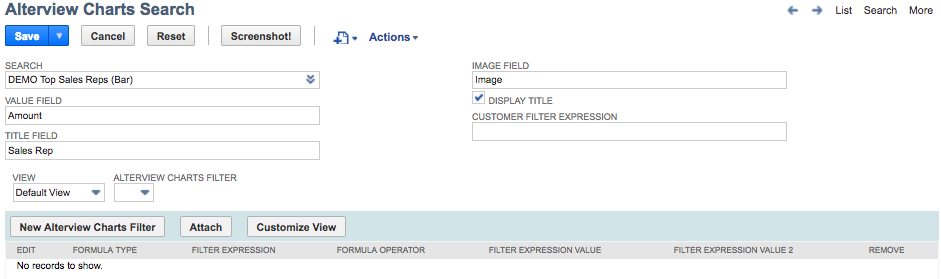 Alterview Charts Search
List Search More
Save Cancel Reset Screenshot! Actions
SEARCH
DEMO Top Sales Reps (Bar)
VALUE FIELD
Amount
TITLE FIELD
Sales Rep
IMAGE FIELD
Image
DISPLAY TITLE
CUSTOMER FILTER EXPRESSION
VIEW ALTERVIEW CHARTS FILTER
Default View
New Alterview Charts Filter Attach Customize View
EDIT FORMULA TYPE FILTER EXPRESSION FORMULA OPERATOR FILTER EXPRESSION VALUE FILTER EXPRESSION VALUE 2 REMOVE
No records to show.